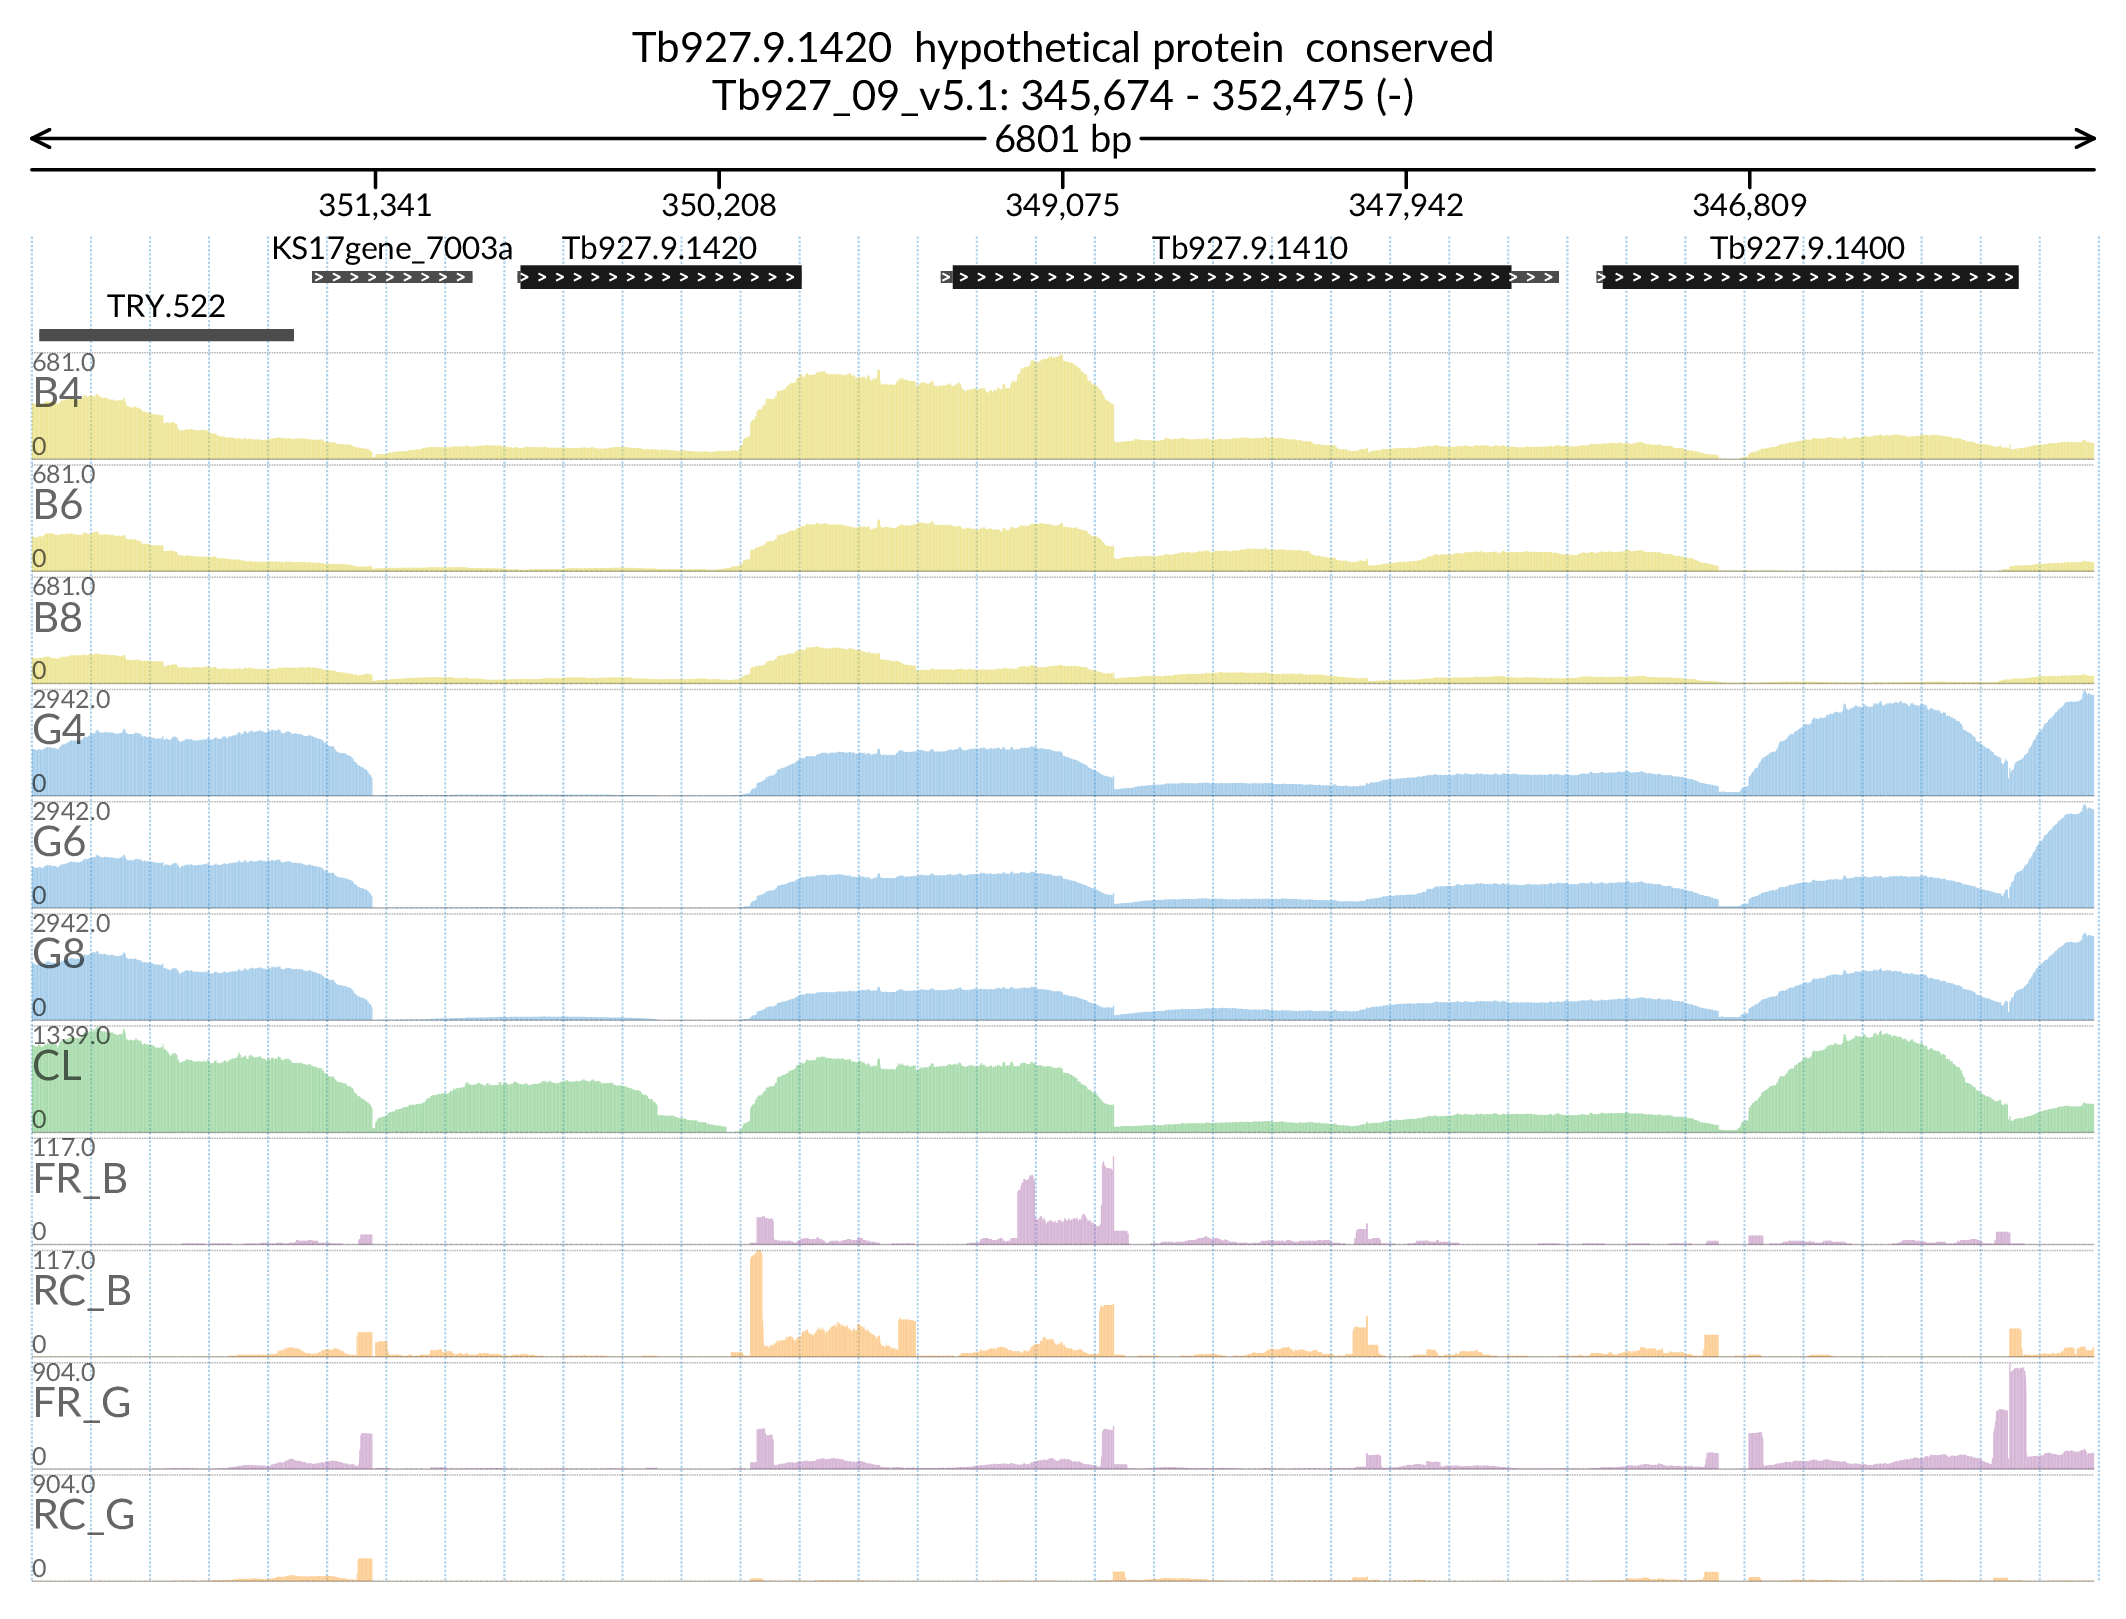 Tb927.9.1420 hypothetical protein conserved
Tb927_09_v5.1: 345,674 - 352,475 (-)
6801 bp
351,341 350,208 349,075 347,942 346,809
KS17gene_7003a Tb927.9.1420 Tb927.9.1410 Tb927.9.1400
TRY.522
681.0
B4
0
681.0
B6
0
681.0
B8
0
2942.0
G4
0
2942.0
G6
0
2942.0
G8
0
1339.0
CL
0
117.0
FR_B
0
117.0
RC_B
0
904.0
FR_G
0
904.0
RC_G
0